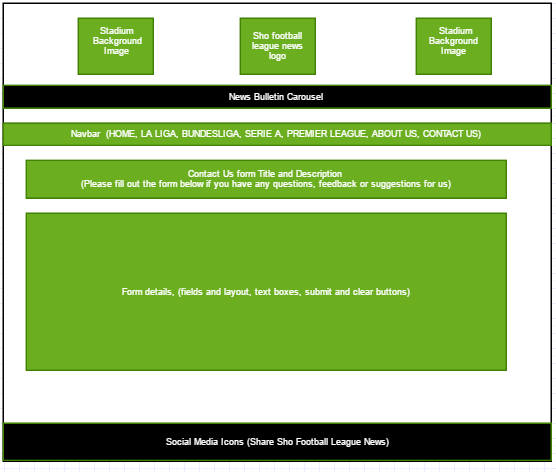 Stadium
Background
Image
Sho football
league news
logo
Stadium
Background
Image
News Bulletin Carousel
Navbar (HOME, LA LIGA, BUNDESLIGA, SERIE A, PREMIER LEAGUE, ABOUT US, CONTACT US)
Contact Us form Title and Description
(Please fill out the form below if you have any questions, feedback or suggestions for us)
Form details, (fields and layout, text boxes, submit and clear buttons)
Social Media Icons (Share Sho Football League News)